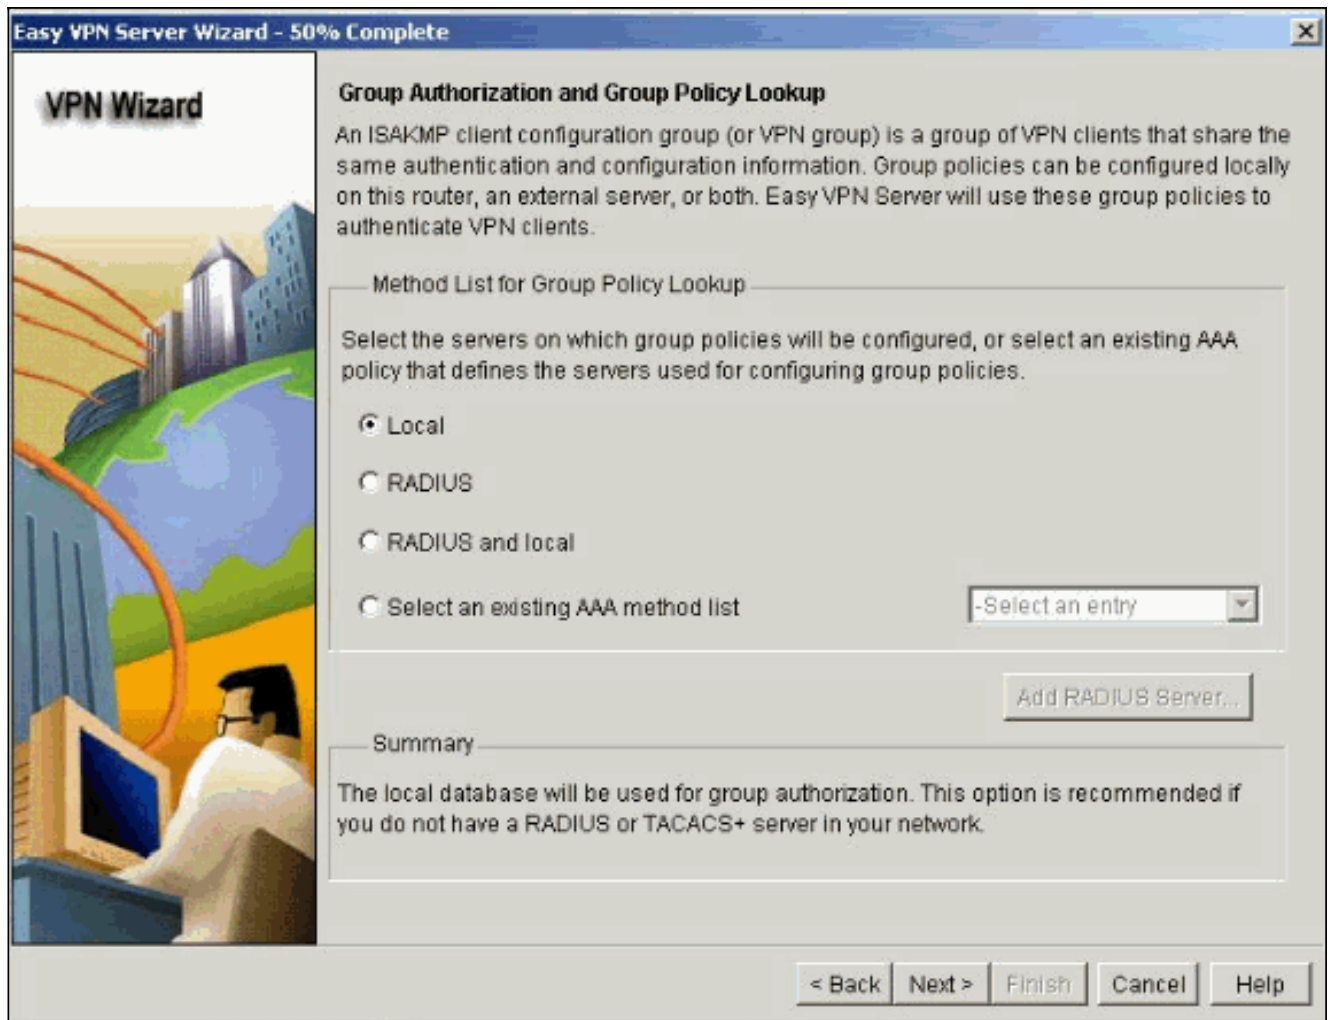 Easy VPN Server Wizard - 50% Complete
VPN Wizard
Group Authorization and Group Policy Lookup
An ISAKMP client configuration group (or VPN group) is a group of VPN clients that share the
same authentication and configuration information. Group policies can be configured locally
on this router, an external server, or both. Easy VPN Server will use these group policies to
authenticate VPN clients.
Method List for Group Policy Lookup
Select the servers on which group policies will be configured, or select an existing AAA
policy that defines the servers used for configuring group policies.
Local
RADIUS
RADIUS and local
Select an existing AAA method list
-Select an entry
Add RADIUS Server...
Summary
The local database will be used for group authorization. This option is recommended if
you do not have a RADIUS or TACACS+ server in your network.
< Back
Next >
Finish
Cancel
Help